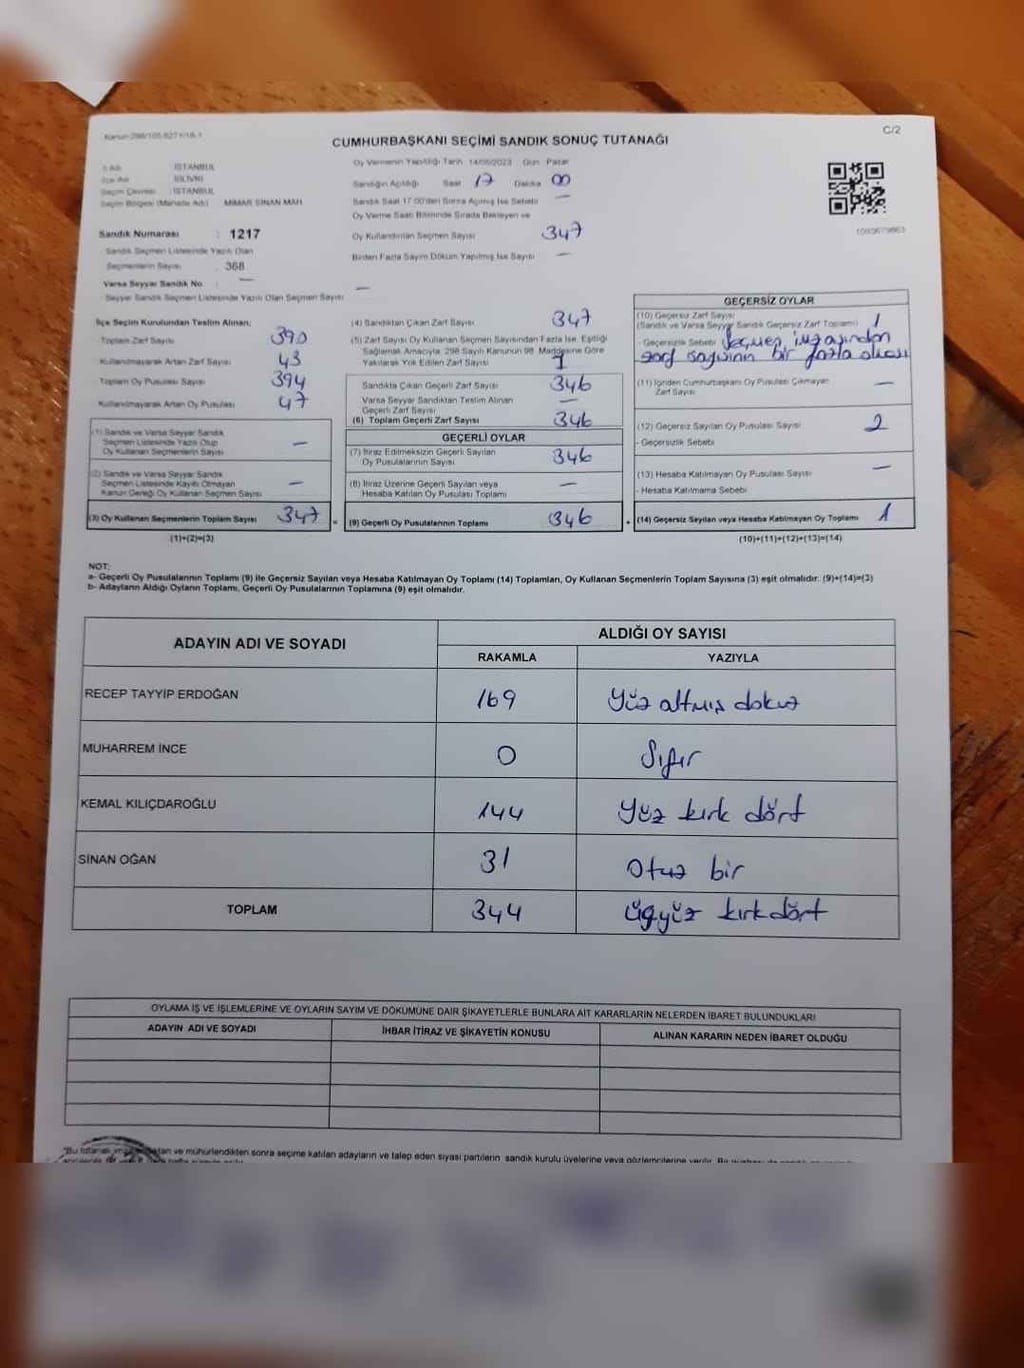 CUMHURBAŞKANI SEÇİMİ SANDIK SONUÇ TUTANAĞI
C/2
İl Adı : İSTANBUL
İlçe Adı : SİLİVRİ
Seçim Çevresi : İSTANBUL
Seçim Bölgesi (Mahalle Adı) : MİMAR SİNAN MAH
Sandık Numarası : 1217
Sandık Seçmen Listesinde Yazılı Olan
Seçmenlerin Sayısı : 368
Varsa Seyyar Sandık No : —
Seyyar Sandık Seçmen Listesinde Yazılı Olan Seçmen Sayısı : —
Oy Vermenin Yapıldığı Tarih 14/05/2023 Gün Pazar
Sandığın Açıldığı Saat 17 Dakika 00
Sandık Saat 17:00'den Sonra Açılmış İse Sebebi —
Oy Verme Saati Bitiminde Sırada Bekleyen ve
Oy Kullandırılan Seçmen Sayısı 347
Birden Fazla Sayım Döküm Yapılmış İse Sayısı —
İlçe Seçim Kurulundan Teslim Alınan;
Toplam Zarf Sayısı 390
Kullanılmayarak Artan Zarf Sayısı 43
Toplam Oy Pusulası Sayısı 394
Kullanılmayarak Artan Oy Pusulası 47
(1) Sandık ve Varsa Seyyar Sandık
Seçmen Listesinde Yazılı Olup
Oy Kullanan Seçmenlerin Sayısı —
(2) Sandık ve Varsa Seyyar Sandık
Seçmen Listesinde Kayıtlı Olmayan
Kanun Gereği Oy Kullanan Seçmen Sayısı —
(3) Oy Kullanan Seçmenlerin Toplam Sayısı 347
(1)+(2)=(3)
(4) Sandıktan Çıkan Zarf Sayısı 347
(5) Zarf Sayısı Oy Kullanan Seçmen Sayısından Fazla İse, Eşitliği
Sağlamak Amacıyla, 298 Sayılı Kanunun 98. Maddesine Göre
Yakılarak Yok Edilen Zarf Sayısı 1
Sandıkta Çıkan Geçerli Zarf Sayısı 346
Varsa Seyyar Sandıktan Teslim Alınan
Geçerli Zarf Sayısı —
(6) Toplam Geçerli Zarf Sayısı 346
GEÇERLİ OYLAR
(7) İtiraz Edilmeksizin Geçerli Sayılan
Oy Pusulalarının Sayısı 346
(8) İtiraz Üzerine Geçerli Sayılan veya
Hesaba Katılan Oy Pusulası Toplamı —
= (9) Geçerli Oy Pusulalarının Toplamı 346
GEÇERSİZ OYLAR
(10) Geçersiz Zarf Sayısı 1
(Sandık ve Varsa Seyyar Sandık Geçersiz Zarf Toplamı)
- Geçersizlik Sebebi Seçmen imzasından
zarf sayısının bir fazla olması
(11) İçinden Cumhurbaşkanı Oy Pusulası Çıkmayan
Zarf Sayısı —
(12) Geçersiz Sayılan Oy Pusulası Sayısı 2
- Geçersizlik Sebebi
(13) Hesaba Katılmayan Oy Pusulası Sayısı —
- Hesaba Katılmama Sebebi
+ (14) Geçersiz Sayılan veya Hesaba Katılmayan Oy Toplamı 1
(10)+(11)+(12)+(13)=(14)
NOT:
a- Geçerli Oy Pusulalarının Toplamı (9) ile Geçersiz Sayılan veya Hesaba Katılmayan Oy Toplamı (14) Toplamları, Oy Kullanan Seçmenlerin Toplam Sayısına (3) eşit olmalıdır. (9)+(14)=(3)
b- Adayların Aldığı Oyların Toplamı, Geçerli Oy Pusulalarının Toplamına (9) eşit olmalıdır.
ADAYIN ADI VE SOYADI
ALDIĞI OY SAYISI
RAKAMLA YAZIYLA
RECEP TAYYİP ERDOĞAN 169 Yüz altmış dokuz
MUHARREM İNCE 0 Sıfır
KEMAL KILIÇDAROĞLU 144 Yüz kırk dört
SİNAN OĞAN 31 Otuz bir
TOPLAM 344 üçyüz kırkdört
OYLAMA İŞ VE İŞLEMLERİNE VE OYLARIN SAYIM VE DÖKÜMÜNE DAİR ŞİKAYETLERLE BUNLARA AİT KARARLARIN NELERDEN İBARET BULUNDUKLARI
ADAYIN ADI VE SOYADI İHBAR İTİRAZ VE ŞİKAYETİN KONUSU ALINAN KARARIN NEDEN İBARET OLDUĞU
ve mühürlendikten sonra seçime katılan adayların ve talep eden siyasi partilerin sandık kurulu üyelerine veya gözlemcilerine verilir.